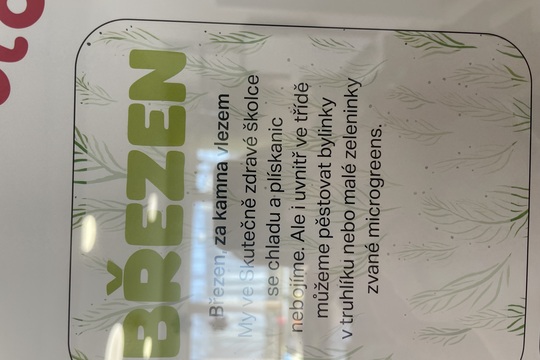 BŘEZEN
Březen, za kamna vlezem
My ve Skutečně zdravé školce
se chladu a plískanic
nebojíme. Ale i uvnitř ve třídě
můžeme pěstovat bylinky
v truhlíku nebo malé zeleninky
zvané microgreens.